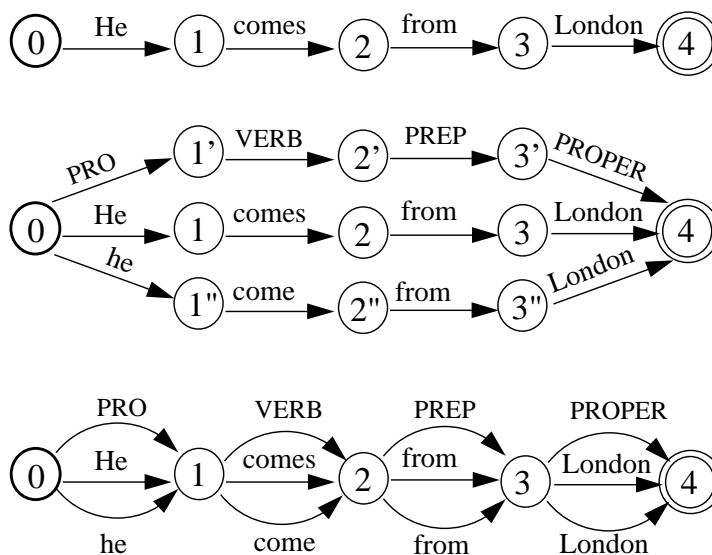 He comes from London
0 1 2 3 4
PRO VERB PREP PROPER
1' 2' 3'
He comes from London
0 1 2 3 4
he come from London
1" 2" 3"
PRO VERB PREP PROPER
He comes from London
0 1 2 3 4
he come from London